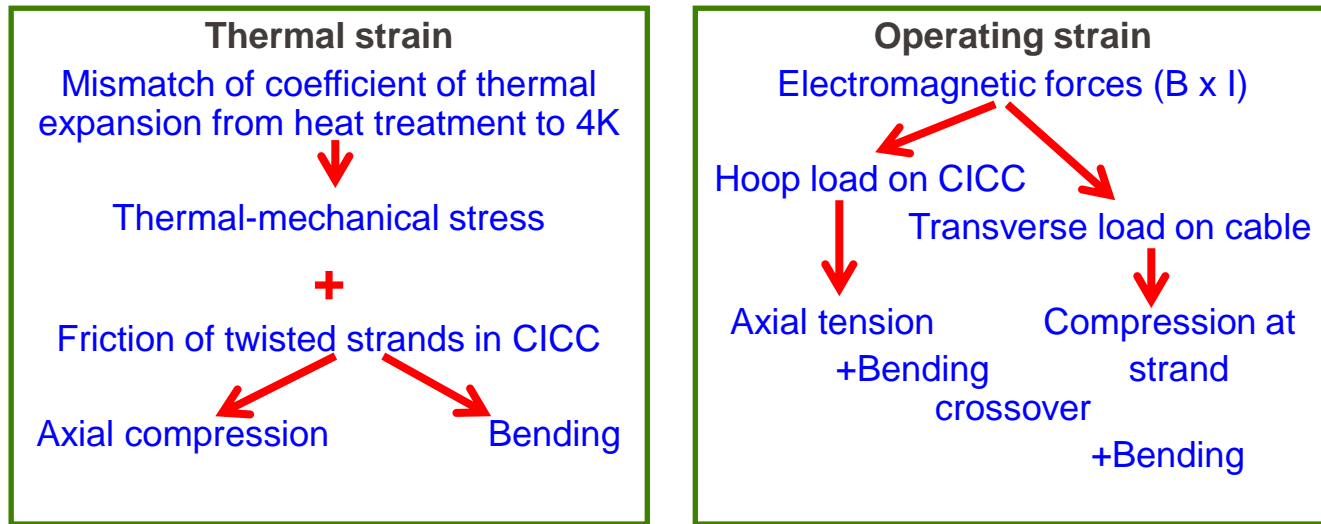 Thermal strain
Mismatch of coefficient of thermal
expansion from heat treatment to 4K
Thermal-mechanical stress
+
Friction of twisted strands in CICC
Axial compression
Bending
Operating strain
Electromagnetic forces (B x I)
Hoop load on CICC
Transverse load on cable
Axial tension
+Bending
Compression at
strand
crossover
+Bending